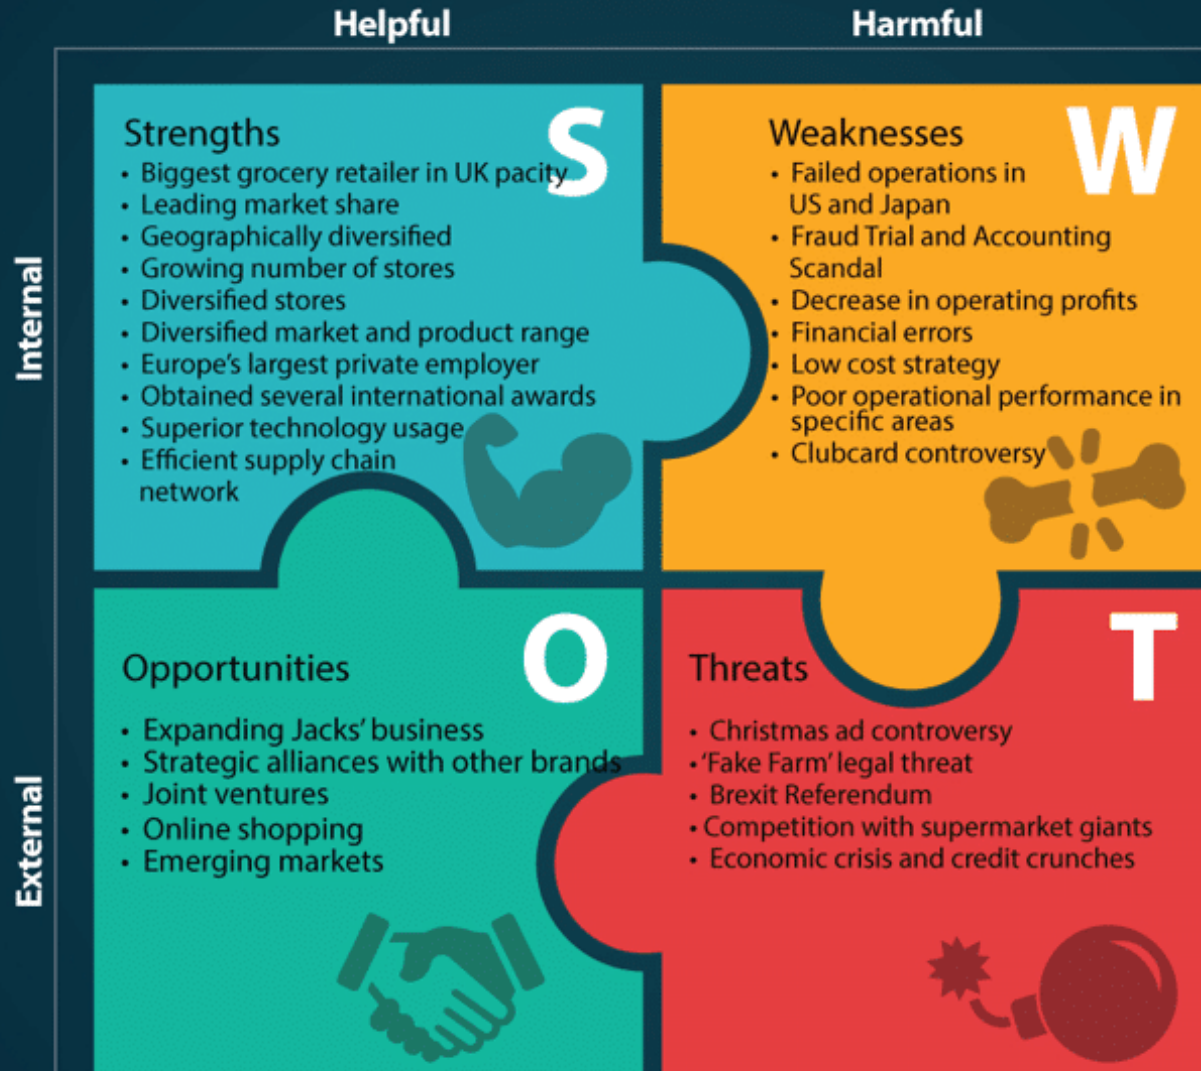 Helpful
Harmful
Internal
External
S
Strengths
• Biggest grocery retailer in UK pacity
• Leading market share
• Geographically diversified
• Growing number of stores
• Diversified stores
• Diversified market and product range
• Europe's largest private employer
• Obtained several international awards
• Superior technology usage
• Efficient supply chain
network
W
Weaknesses
• Failed operations in
US and Japan
• Fraud Trial and Accounting
Scandal
• Decrease in operating profits
• Financial errors
• Low cost strategy
• Poor operational performance in
specific areas
• Clubcard controversy
O
Opportunities
• Expanding Jacks' business
• Strategic alliances with other brands
• Joint ventures
• Online shopping
• Emerging markets
T
Threats
• Christmas ad controversy
• 'Fake Farm' legal threat
• Brexit Referendum
• Competition with supermarket giants
• Economic crisis and credit crunches